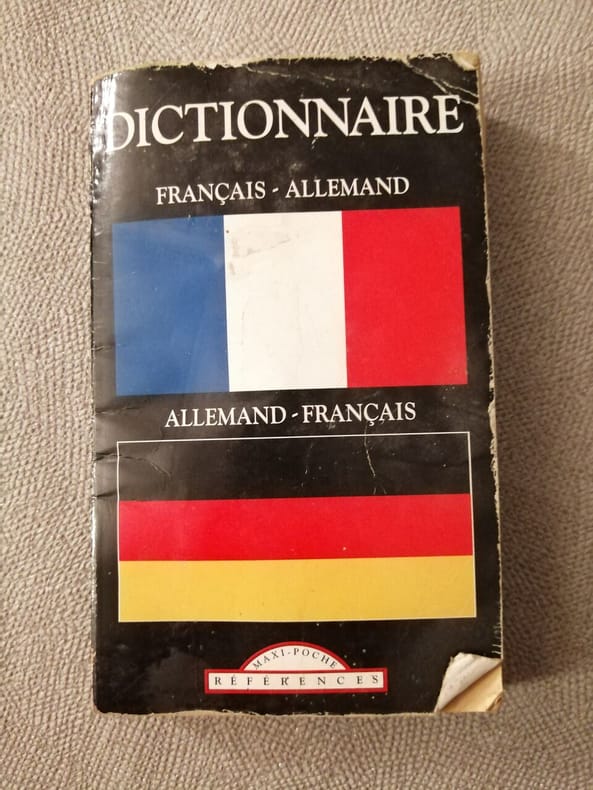 DICTIONNAIRE
FRANÇAIS - ALLEMAND
ALLEMAND - FRANÇAIS
MAXI-POCHE
RÉFÉRENCES